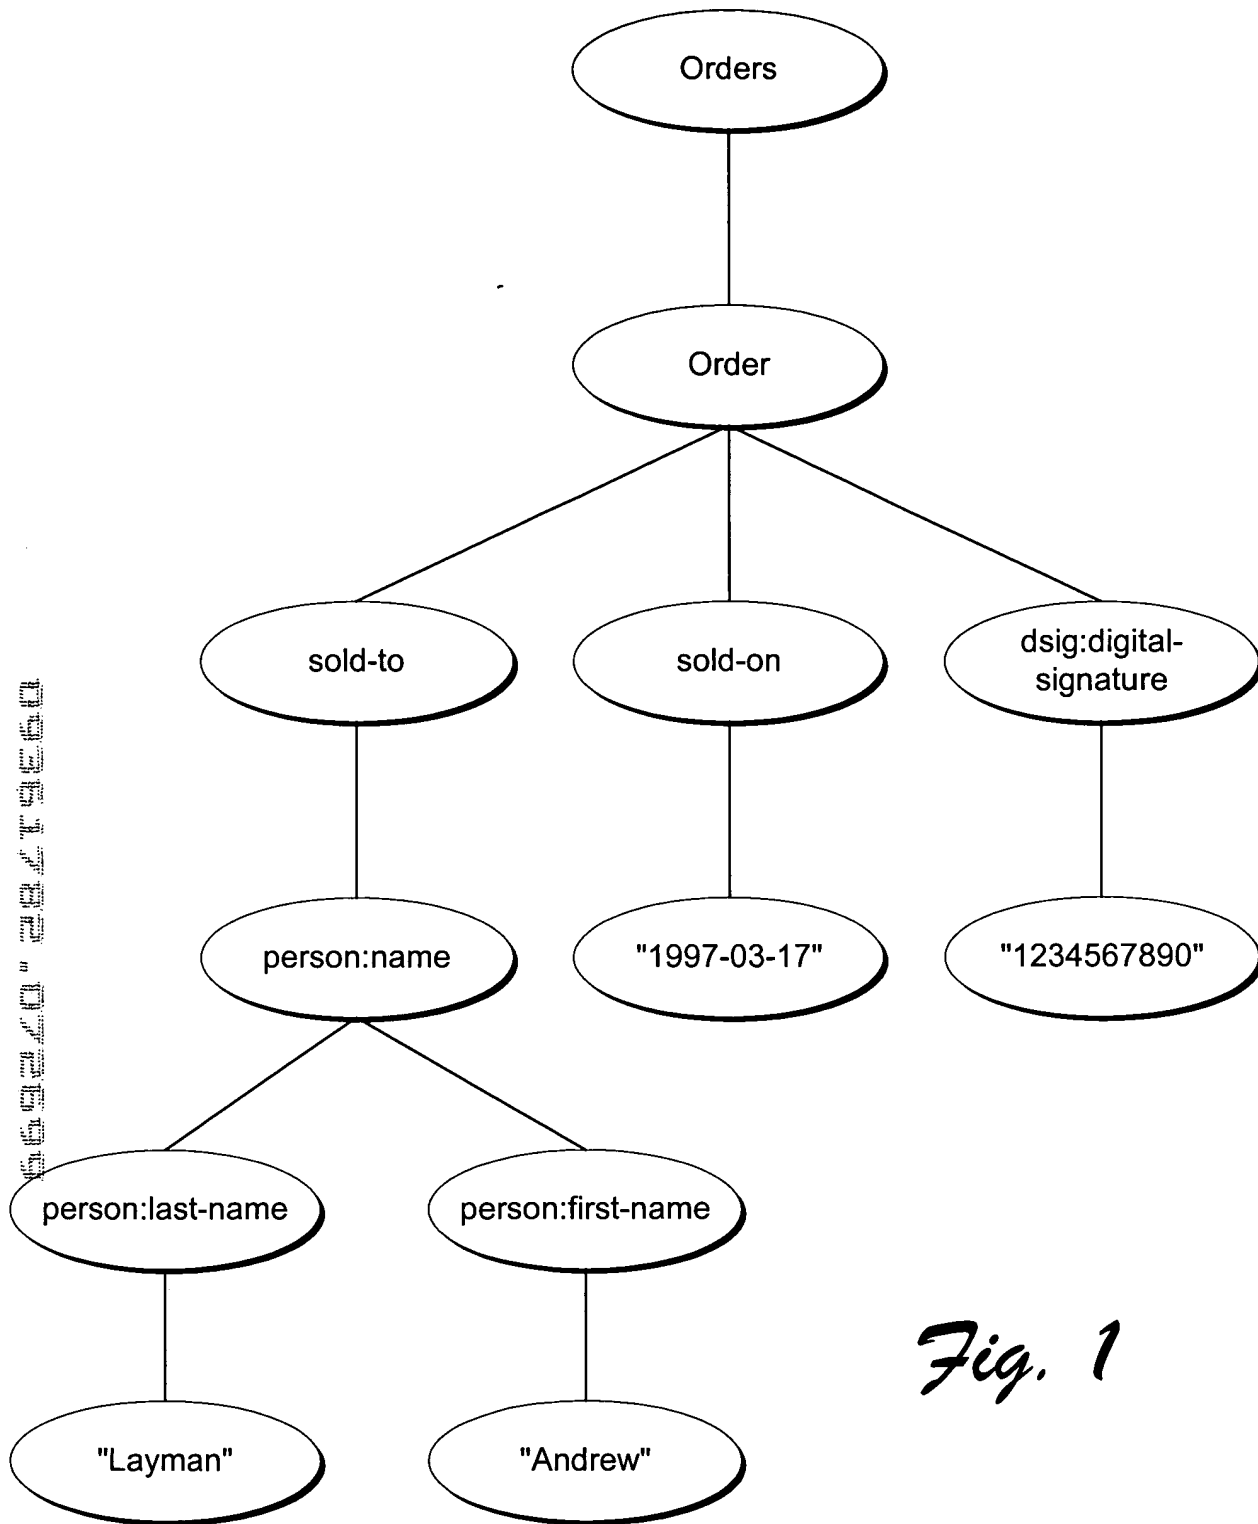 Orders
Order
sold-to
sold-on
dsig:digital-
signature
person:name
"1997-03-17"
"1234567890"
person:last-name
person:first-name
"Layman"
"Andrew"
Fig. 1